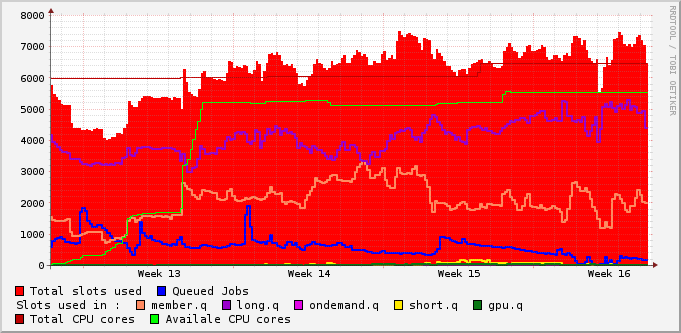 8000
7000
6000
5000
4000
3000
2000
1000
0
Week 13 Week 14 Week 15 Week 16
RRDTOOL / TOBI OETIKER
Total slots used Queued Jobs
Slots used in : member.q long.q ondemand.q short.q gpu.q
Total CPU cores Availale CPU cores